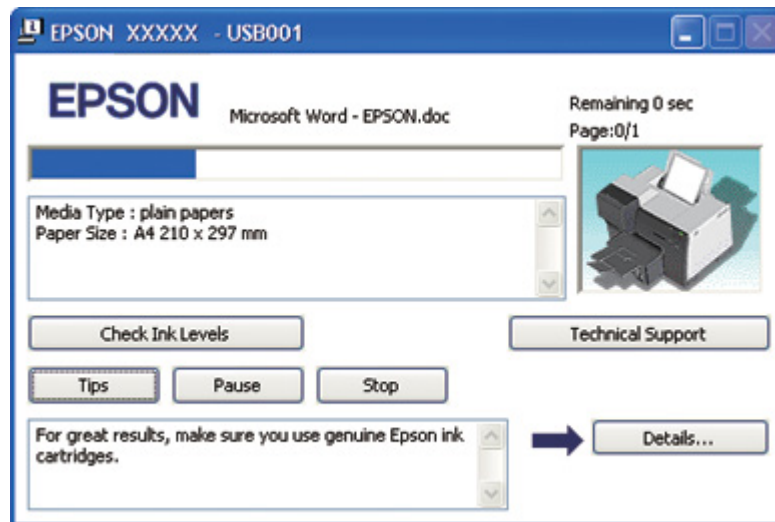 EPSON XXXXX - USB001
EPSON
Microsoft Word - EPSON.doc
Remaining 0 sec
Page:0/1
Media Type : plain papers
Paper Size : A4 210 x 297 mm
Check Ink Levels
Technical Support
Tips
Pause
Stop
For great results, make sure you use genuine Epson ink
cartridges.
Details...